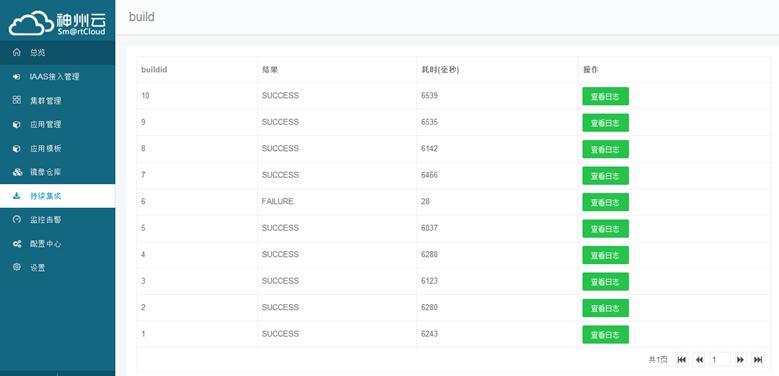 神州云
Sm@rtCloud
build
总览
IAAS接入管理
集群管理
应用管理
应用模板
镜像仓库
持续集成
监控告警
配置中心
设置
buildid 结果 耗时(毫秒) 操作
10 SUCCESS 6539 查看日志
9 SUCCESS 6535 查看日志
8 SUCCESS 6142 查看日志
7 SUCCESS 6466 查看日志
6 FAILURE 28 查看日志
5 SUCCESS 6037 查看日志
4 SUCCESS 6288 查看日志
3 SUCCESS 6123 查看日志
2 SUCCESS 6280 查看日志
1 SUCCESS 6243 查看日志
共1页 1